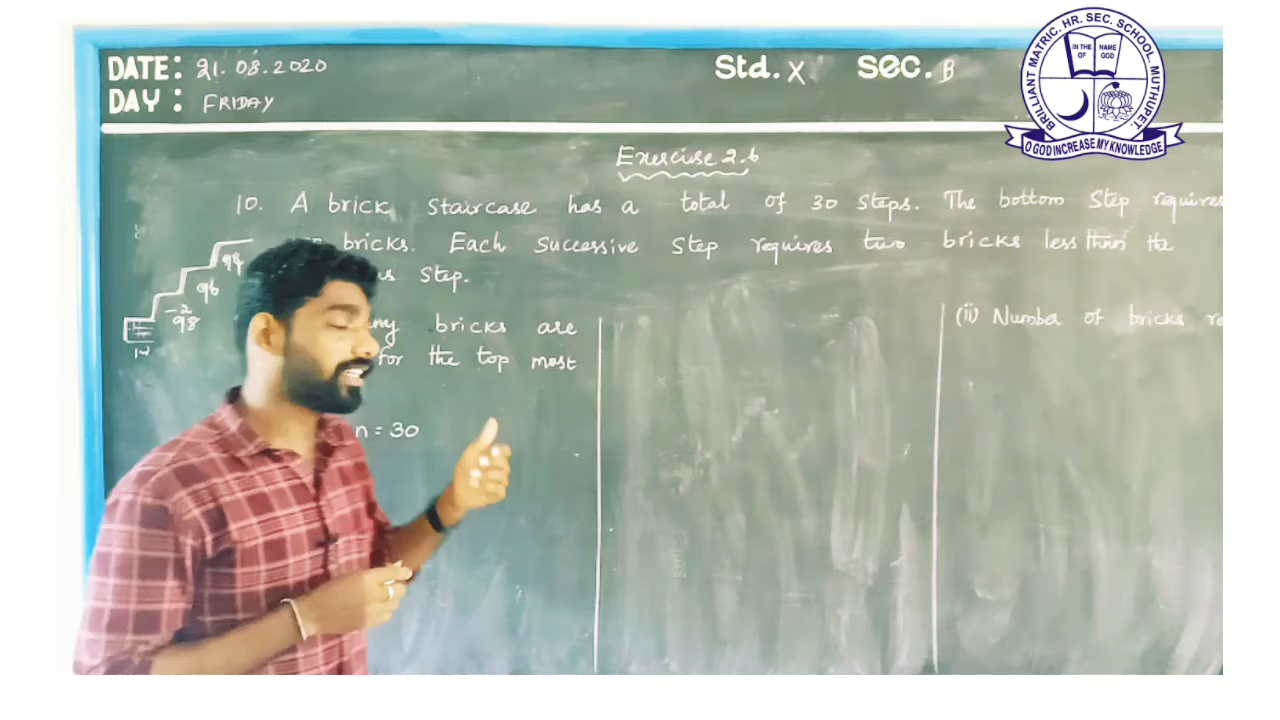 DATE: 21.08.2020
DAY: FRIDAY
Std. X Sec. B
BRILLIANT MATRIC. HR. SEC. SCHOOL. MUTHUPET.
IN THE NAME
OF GOD
O GOD INCREASE MY KNOWLEDGE
Exercise 2.6
10. A brick staircase has a total of 30 steps. The bottom step requires
bricks. Each successive step requires two bricks less than the
step.
bricks are
for the top most
n = 30
94
96
-2
98
(ii) Number of bricks